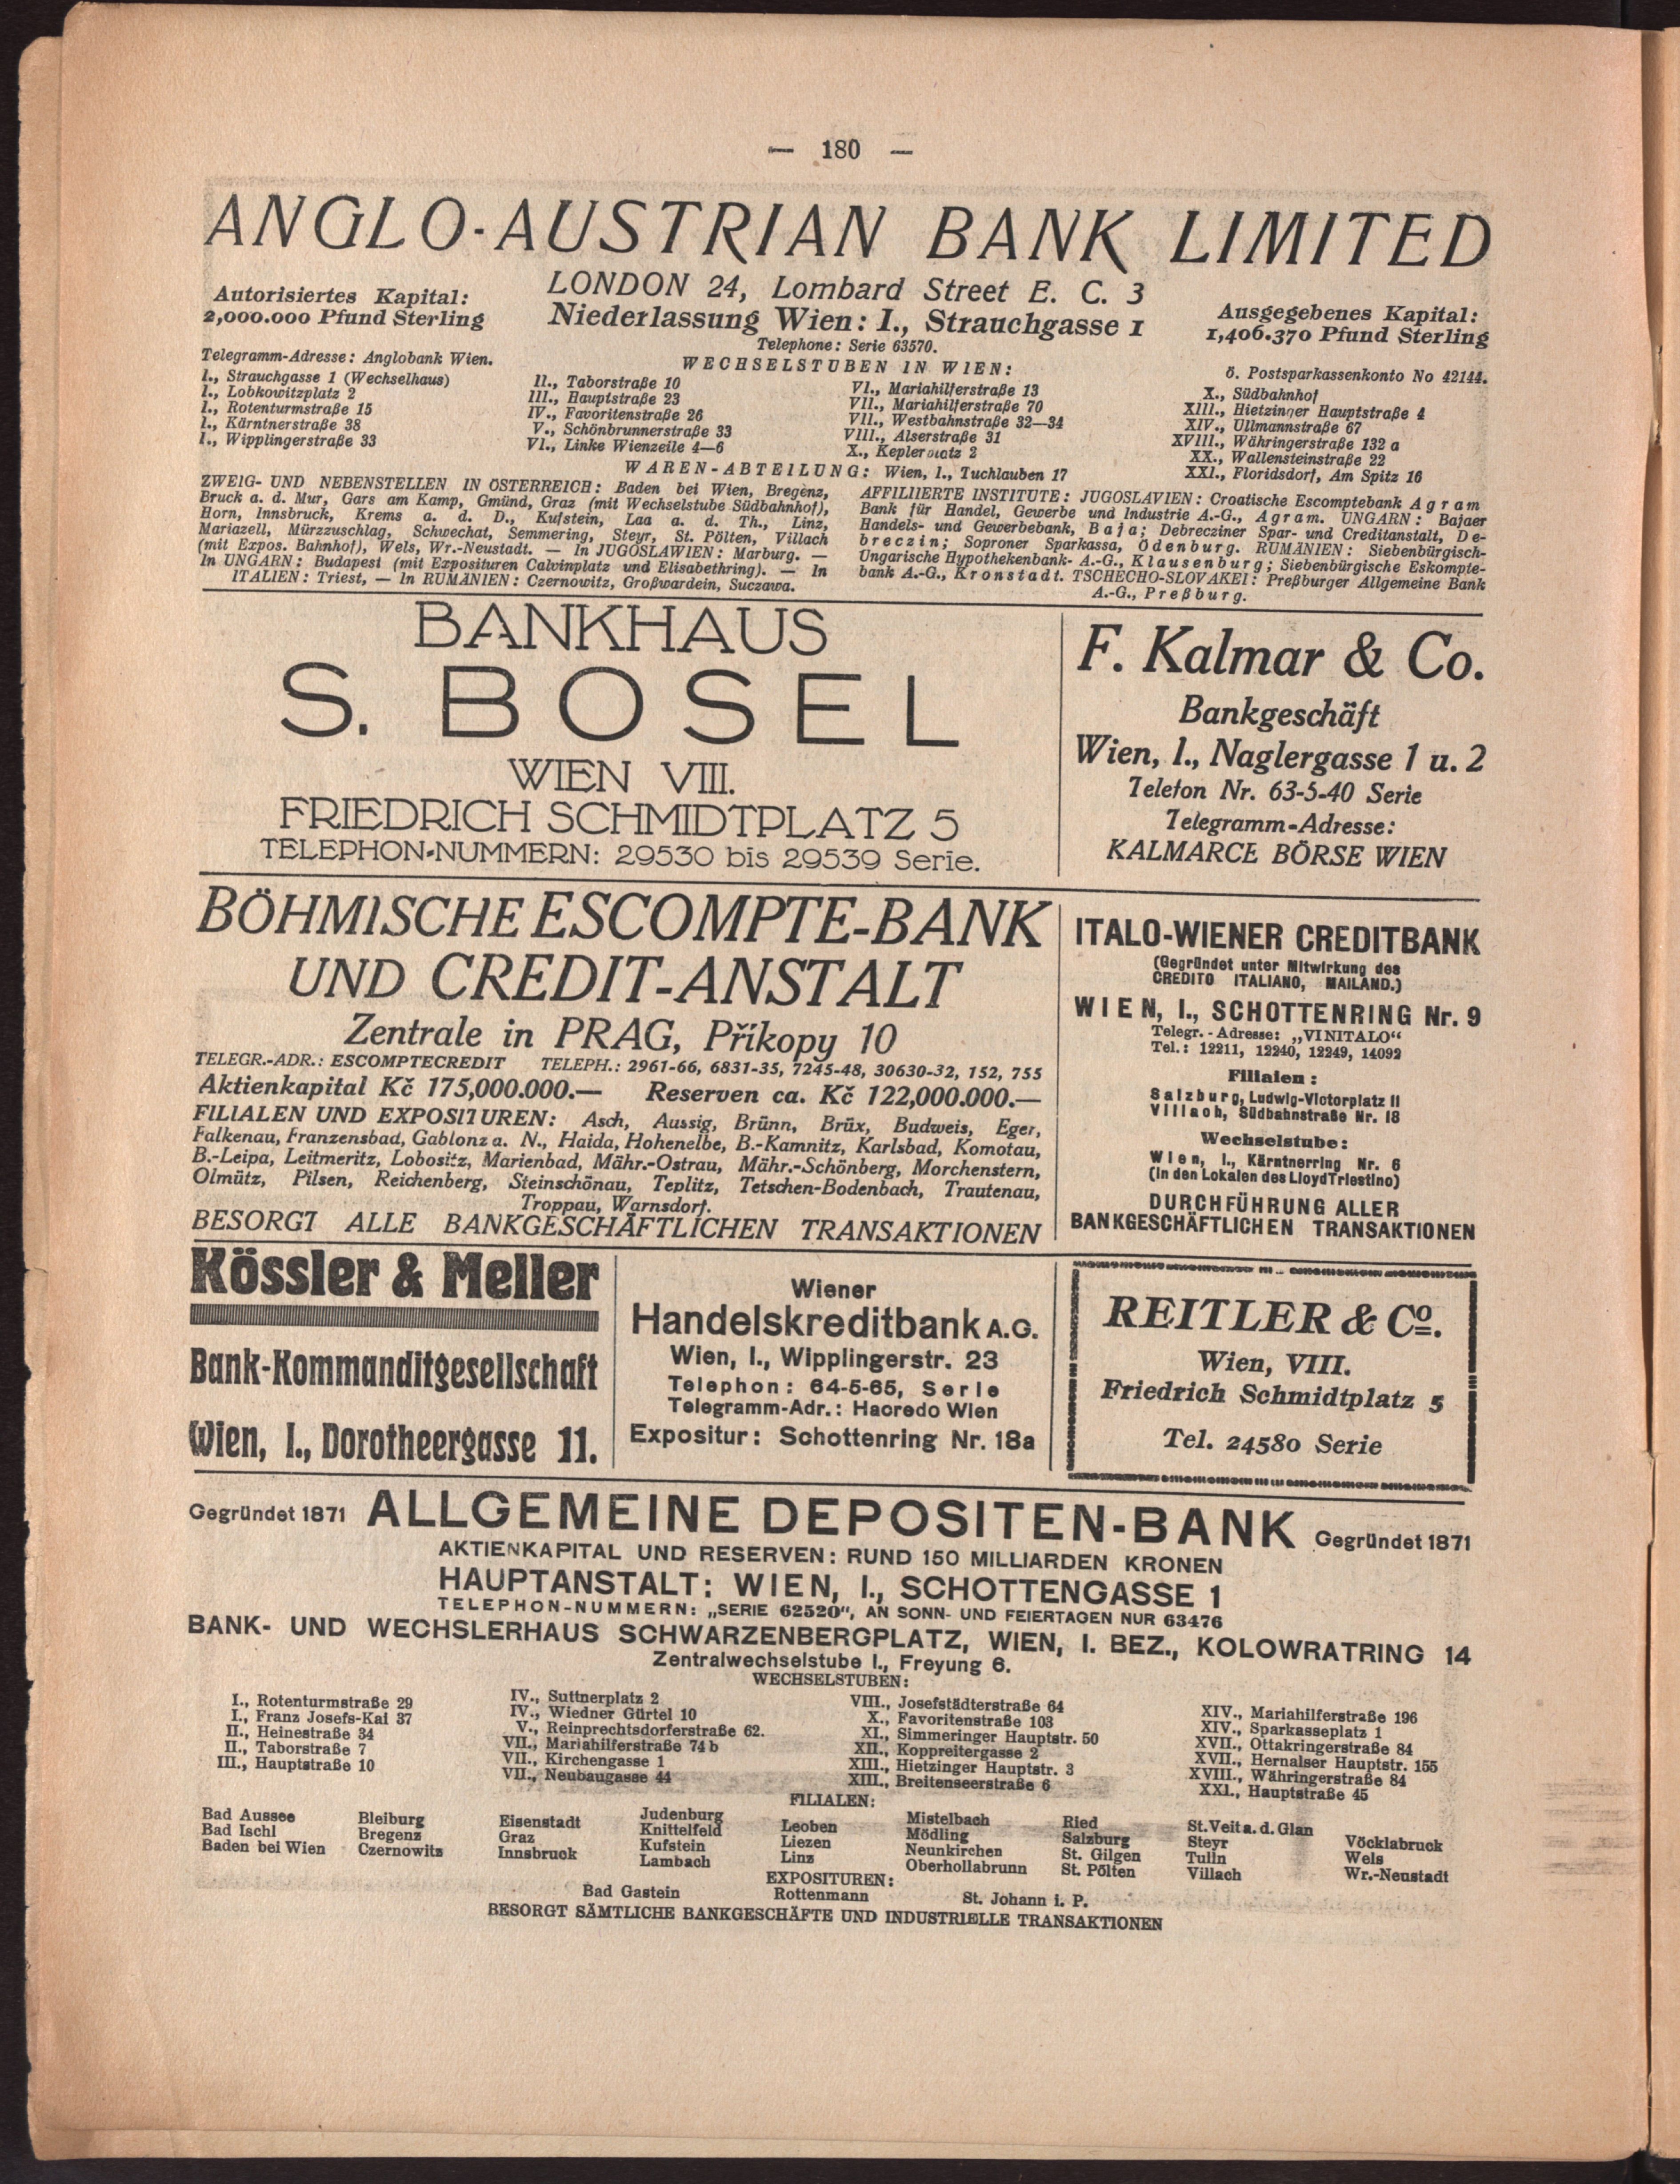 — 180 —
ANGLO-AUSTRIAN BANK LIMITED
LONDON 24, Lombard Street E. C. 3
Niederlassung Wien: I., Strauchgasse 1
Telephone: Serie 63570.
Autorisiertes Kapital:
2,000.000 Pfund Sterling
Ausgegebenes Kapital:
1,406.370 Pfund Sterling
Telegramm-Adresse: Anglobank Wien.
WECHSELSTUBEN IN WIEN:
ö. Postsparkassenkonto No 42144.
I., Strauchgasse 1 (Wechselhaus)
I., Lobkowitzplatz 2
I., Rotenturmstraße 15
I., Kärntnerstraße 38
I., Wipplingerstraße 33
II., Taborstraße 10
III., Hauptstraße 23
IV., Favoritenstraße 26
V., Schönbrunnerstraße 33
VI., Linke Wienzeile 4—6
VI., Mariahilferstraße 13
VII., Mariahilferstraße 70
VII., Westbahnstraße 32—34
VIII., Alserstraße 31
X., Keplerplatz 2
X., Südbahnhof
XIII., Hietzinger Hauptstraße 4
XIV., Ullmannstraße 67
XVIII., Währingerstraße 132 a
XX., Wallensteinstraße 22
XXI., Floridsdorf, Am Spitz 16
WAREN-ABTEILUNG: Wien, I., Tuchlauben 17
ZWEIG- UND NEBENSTELLEN IN ÖSTERREICH: Baden bei Wien, Bregenz,
Bruck a. d. Mur, Gars am Kamp, Gmünd, Graz (mit Wechselstube Südbahnhof),
Horn, Innsbruck, Krems a. d. D., Kufstein, Laa a. d. Th., Linz,
Mariazell, Mürzzuschlag, Schwechat, Semmering, Steyr, St. Pölten, Villach
(mit Expos. Bahnhof), Wels, Wr.-Neustadt. — In JUGOSLAWIEN: Marburg. —
In UNGARN: Budapest (mit Exposituren Calvinplatz und Elisabethring). — In
ITALIEN: Triest, — In RUMÄNIEN: Czernowitz, Großwardein, Suczawa.
AFFILIIERTE INSTITUTE: JUGOSLAVIEN: Croatische Escomptebank Agram
Bank für Handel, Gewerbe und Industrie A.-G., Agram. UNGARN: Bajaer
Handels- und Gewerbebank, Baja; Debrecziner Spar- und Creditanstalt, De-
breczin; Soproner Sparkassa, Ödenburg. RUMÄNIEN: Siebenbürgisch-
Ungarische Hypothekenbank- A.-G., Klausenburg; Siebenbürgische Eskompte-
bank A.-G., Kronstadt. TSCHECHO-SLOVAKEI: Preßburger Allgemeine Bank
A.-G., Preßburg.
BANKHAUS
S. BOSEL
WIEN VIII.
FRIEDRICH SCHMIDTPLATZ 5
TELEPHON-NUMMERN: 29530 bis 29539 Serie.
F. Kalmar & Co.
Bankgeschäft
Wien, I., Naglergasse 1 u. 2
Telefon Nr. 63-5-40 Serie
Telegramm-Adresse:
KALMARCE BÖRSE WIEN
BÖHMISCHE ESCOMPTE-BANK
UND CREDIT-ANSTALT
Zentrale in PRAG, Příkopy 10
TELEGR.-ADR.: ESCOMPTECREDIT TELEPH.: 2961-66, 6831-35, 7245-48, 30630-32, 152, 755
Aktienkapital Kč 175,000.000.— Reserven ca. Kč 122,000.000.—
FILIALEN UND EXPOSITUREN: Asch, Aussig, Brünn, Brüx, Budweis, Eger,
Falkenau, Franzensbad, Gablonz a. N., Haida, Hohenelbe, B.-Kamnitz, Karlsbad, Komotau,
B.-Leipa, Leitmeritz, Lobositz, Marienbad, Mähr.-Ostrau, Mähr.-Schönberg, Morchenstern,
Olmütz, Pilsen, Reichenberg, Steinschönau, Teplitz, Tetschen-Bodenbach, Trautenau,
Troppau, Warnsdorf.
BESORGT ALLE BANKGESCHÄFTLICHEN TRANSAKTIONEN
ITALO-WIENER CREDITBANK
(Gegründet unter Mitwirkung des
CREDITO ITALIANO, MAILAND.)
WIEN, I., SCHOTTENRING Nr. 9
Telegr.-Adresse: „VINITALO“
Tel.: 12211, 12240, 12249, 14092
Filialen:
Salzburg, Ludwig-Victorplatz II
Villach, Südbahnstraße Nr. 18
Wechselstube:
Wien, I., Kärntnerring Nr. 6
(In den Lokalen des Lloyd Triestino)
DURCHFÜHRUNG ALLER
BANKGESCHÄFTLICHEN TRANSAKTIONEN
Kössler & Meller
Bank-Kommanditgesellschaft
Wien, I., Dorotheergasse 11.
Wiener
Handelskreditbank A.G.
Wien, I., Wipplingerstr. 23
Telephon: 64-5-65, Serie
Telegramm-Adr.: Hacredo Wien
Expositur: Schottenring Nr. 18a
REITLER & Co.
Wien, VIII.
Friedrich Schmidtplatz 5
Tel. 24580 Serie
Gegründet 1871 ALLGEMEINE DEPOSITEN-BANK Gegründet 1871
AKTIENKAPITAL UND RESERVEN: RUND 150 MILLIARDEN KRONEN
HAUPTANSTALT: WIEN, I., SCHOTTENGASSE 1
TELEPHON-NUMMERN: „SERIE 62520“, AN SONN- UND FEIERTAGEN NUR 63476
BANK- UND WECHSLERHAUS SCHWARZENBERGPLATZ, WIEN, I. BEZ., KOLOWRATRING 14
Zentralwechselstube I., Freyung 6.
WECHSELSTUBEN:
I., Rotenturmstraße 29
I., Franz Josefs-Kai 37
II., Heinestraße 34
II., Taborstraße 7
III., Hauptstraße 10
IV., Suttnerplatz 2
IV., Wiedner Gürtel 10
V., Reinprechtsdorferstraße 62.
VII., Mariahilferstraße 74 b
VII., Kirchengasse 1
VII., Neubaugasse 44
VIII., Josefstädterstraße 64
X., Favoritenstraße 103
XI., Simmeringer Hauptstr. 50
XII., Koppreitergasse 2
XIII., Hietzinger Hauptstr. 3
XIII., Breitenseerstraße 6
XIV., Mariahilferstraße 196
XIV., Sparkasseplatz 1
XVII., Ottakringerstraße 84
XVII., Hernalser Hauptstr. 155
XVIII., Währingerstraße 84
XXI., Hauptstraße 45
FILIALEN:
Bad Aussee
Bad Ischl
Baden bei Wien
Bleiburg
Bregenz
Czernowitz
Eisenstadt
Graz
Innsbruck
Judenburg
Knittelfeld
Kufstein
Lambach
Leoben
Liezen
Linz
Mistelbach
Mödling
Neunkirchen
Oberhollabrunn
Ried
Salzburg
St. Gilgen
St. Pölten
St. Veit a. d. Glan
Steyr
Tulln
Villach
Vöcklabruck
Wels
Wr.-Neustadt
EXPOSITUREN:
Bad Gastein Rottenmann St. Johann i. P.
BESORGT SÄMTLICHE BANKGESCHÄFTE UND INDUSTRIELLE TRANSAKTIONEN